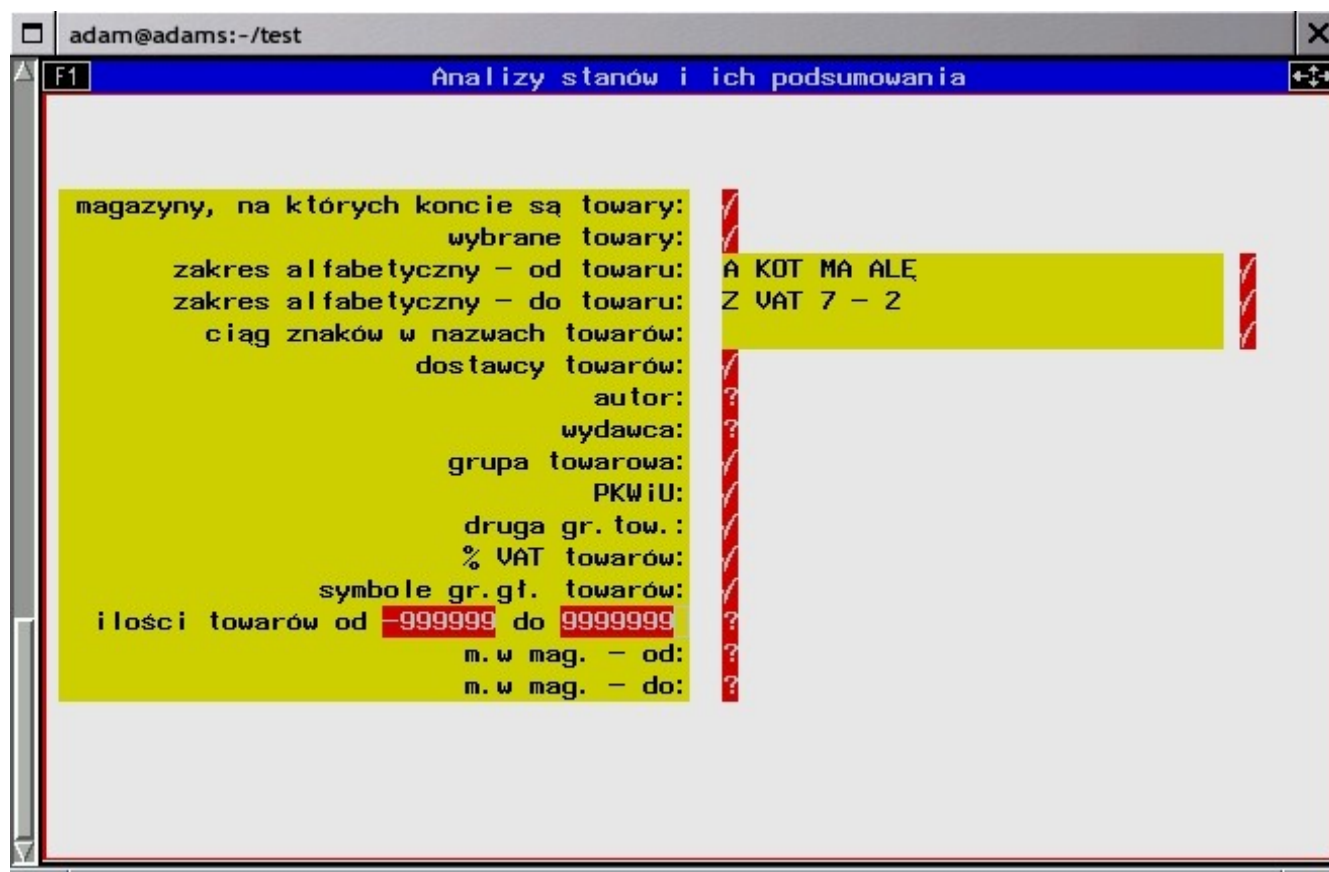 adam@adams:~/test
F1 Analizy stanów i ich podsumowania
magazyny, na których koncie są towary: /
wybrane towary: /
zakres alfabetyczny - od towaru: A KOT MA ALĘ /
zakres alfabetyczny - do towaru: Z VAT 7 - 2 /
ciąg znaków w nazwach towarów: /
dostawcy towarów: /
autor: ?
wydawca: ?
grupa towarowa: /
PKWiU: /
druga gr.tow.: /
% VAT towarów: /
symbole gr.gł. towarów: /
ilości towarów od -999999 do 9999999 ?
m.w mag. - od: ?
m.w mag. - do: ?